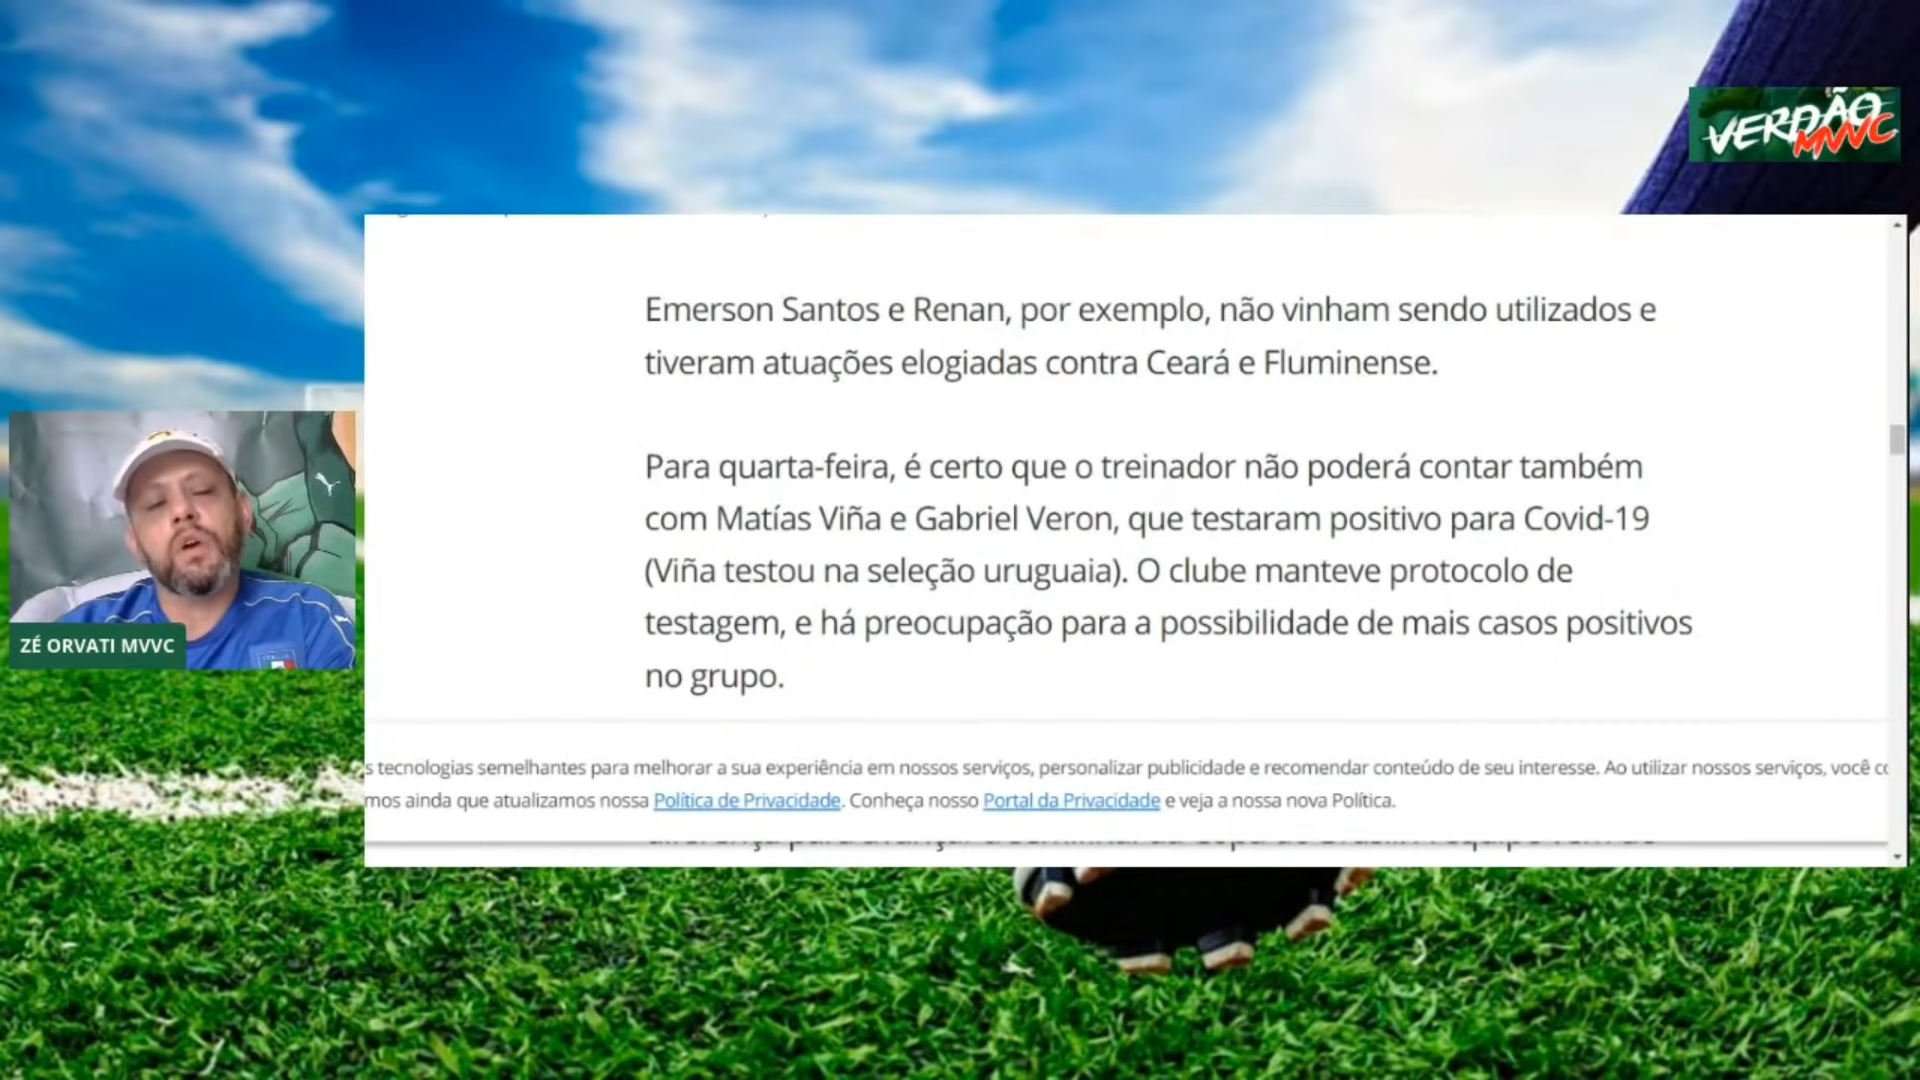 VERDÃO
MVVC
Emerson Santos e Renan, por exemplo, não vinham sendo utilizados e
tiveram atuações elogiadas contra Ceará e Fluminense.
Para quarta-feira, é certo que o treinador não poderá contar também
com Matías Viña e Gabriel Veron, que testaram positivo para Covid-19
(Viña testou na seleção uruguaia). O clube manteve protocolo de
testagem, e há preocupação para a possibilidade de mais casos positivos
no grupo.
ZÉ ORVATI MVVC
s tecnologias semelhantes para melhorar a sua experiência em nossos serviços, personalizar publicidade e recomendar conteúdo de seu interesse. Ao utilizar nossos serviços, você
mos ainda que atualizamos nossa Política de Privacidade. Conheça nosso Portal da Privacidade e veja a nossa nova Política.